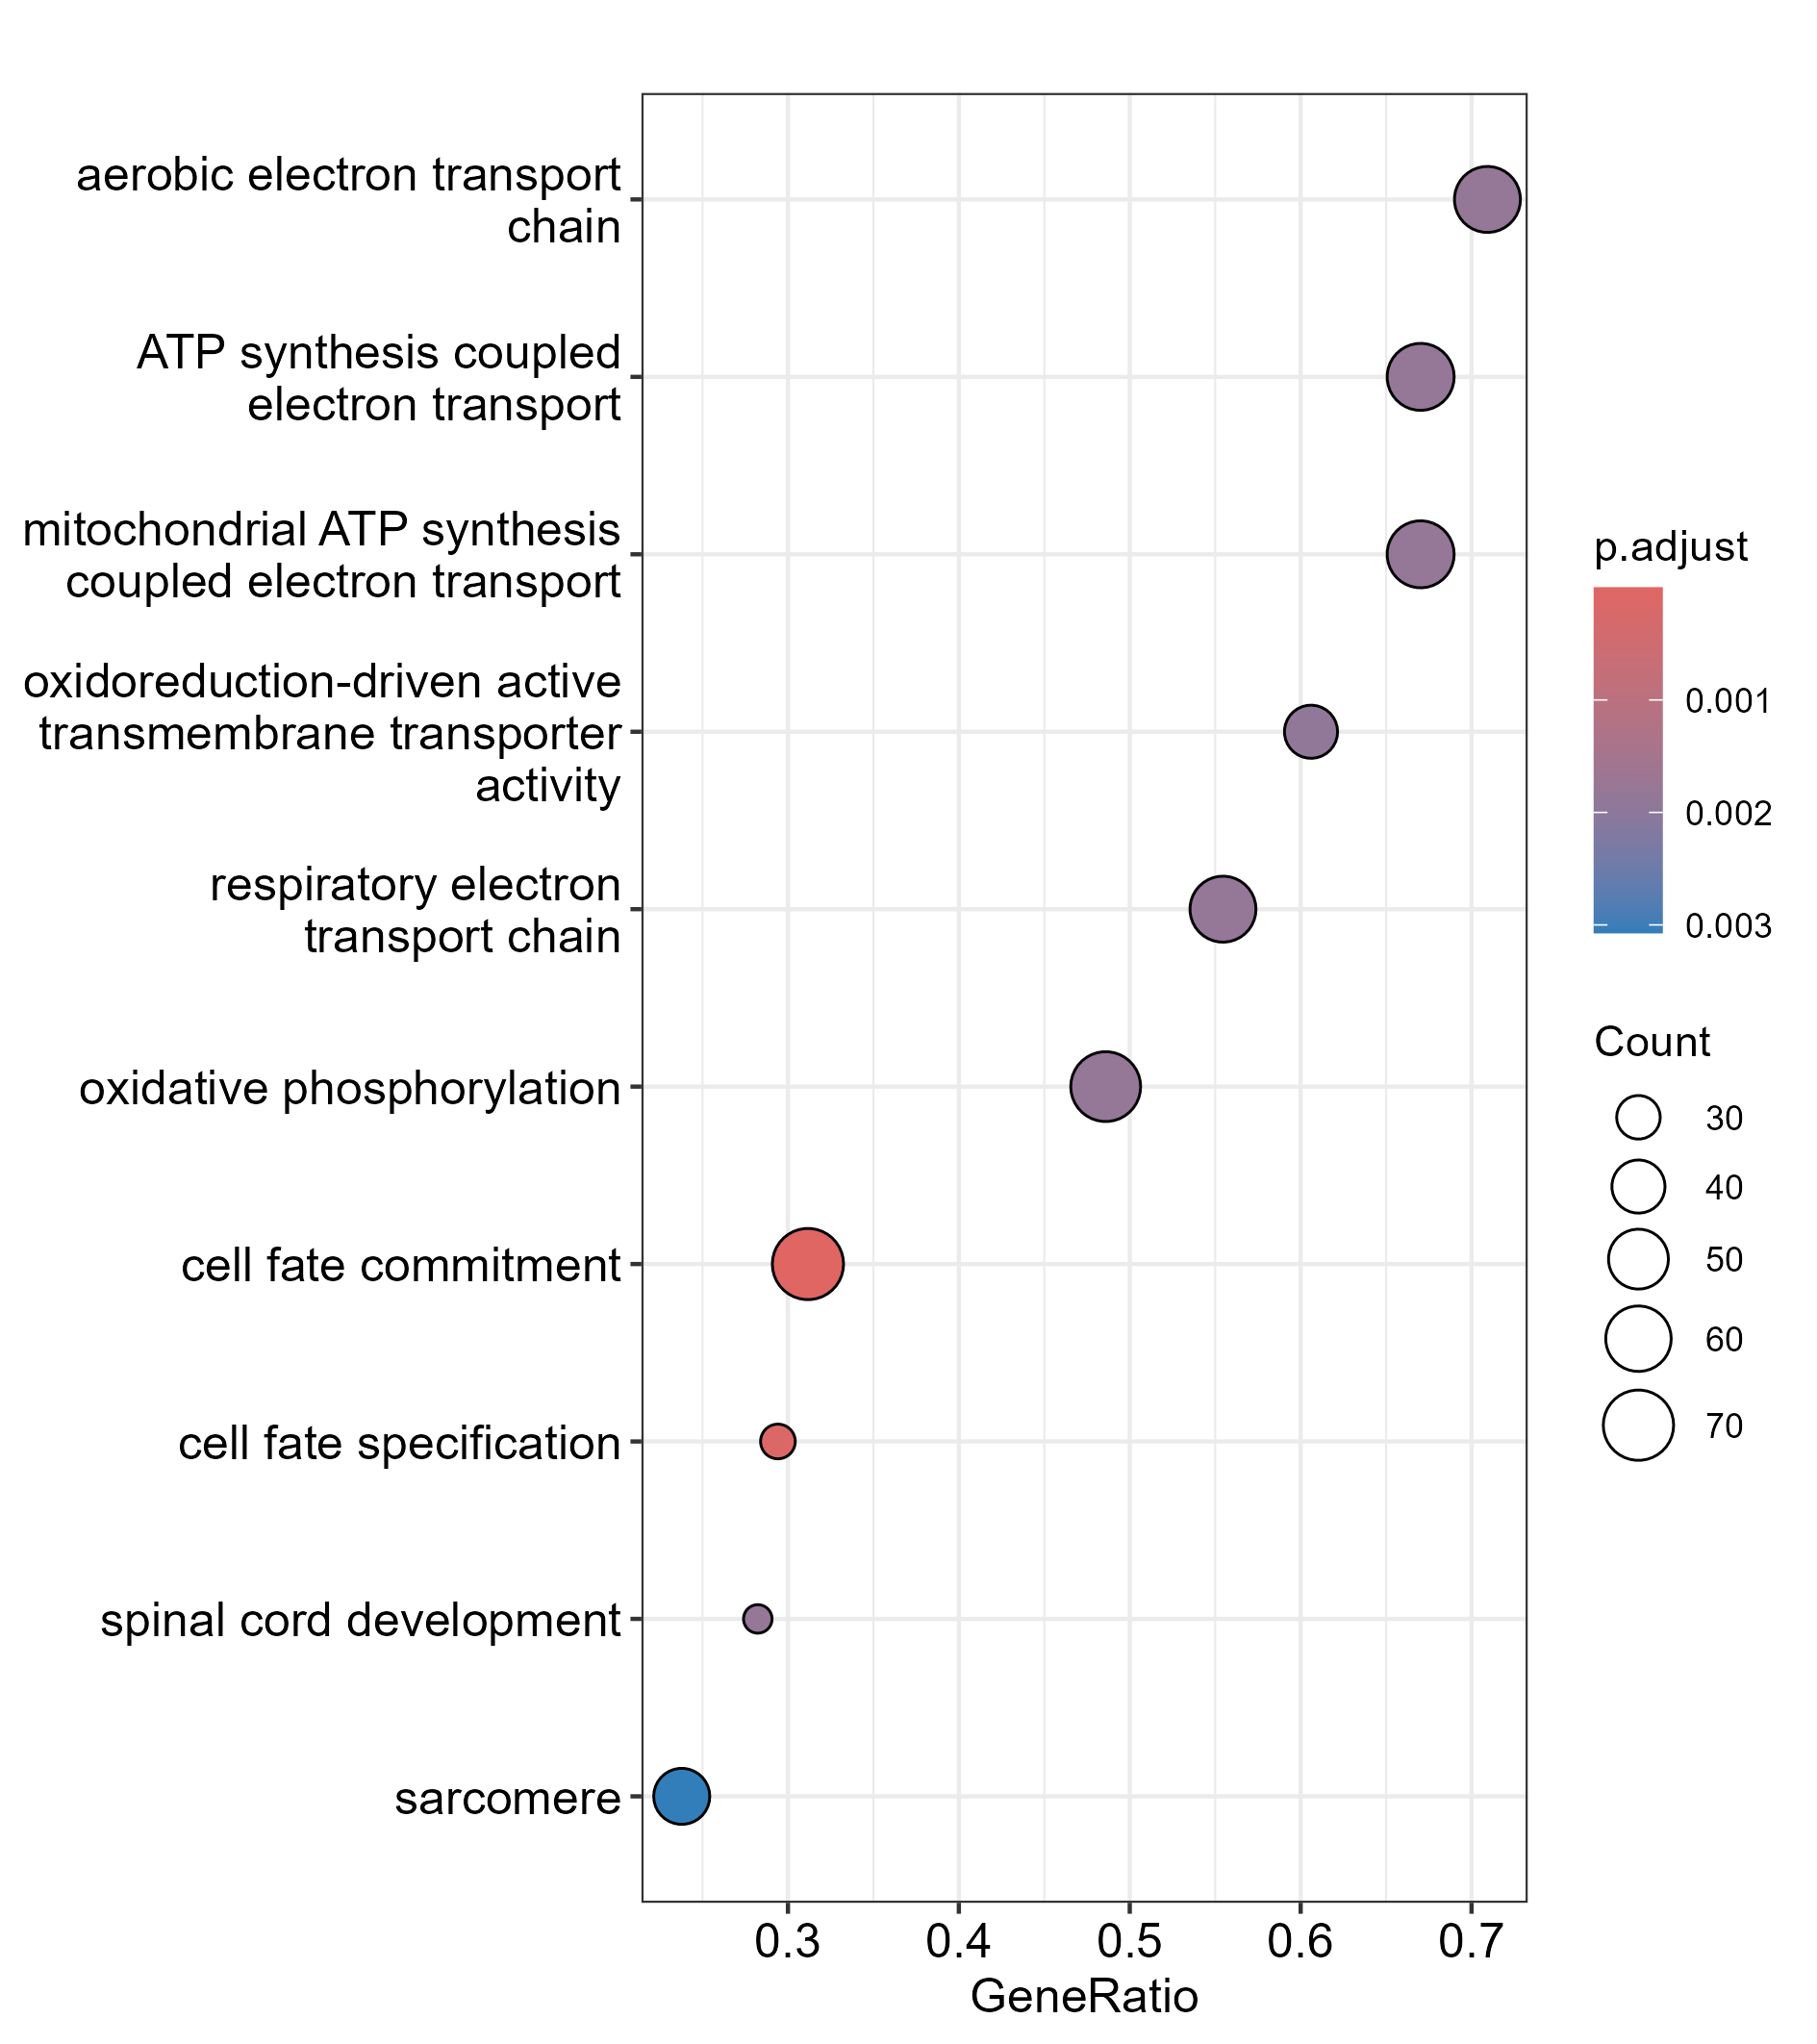 aerobic electron transport
chain
ATP synthesis coupled
electron transport
mitochondrial ATP synthesis
coupled electron transport
oxidoreduction-driven active
transmembrane transporter
activity
respiratory electron
transport chain
oxidative phosphorylation
cell fate commitment
cell fate specification
spinal cord development
sarcomere
0.3 0.4 0.5 0.6 0.7
GeneRatio
p.adjust
0.001
0.002
0.003
Count
30
40
50
60
70